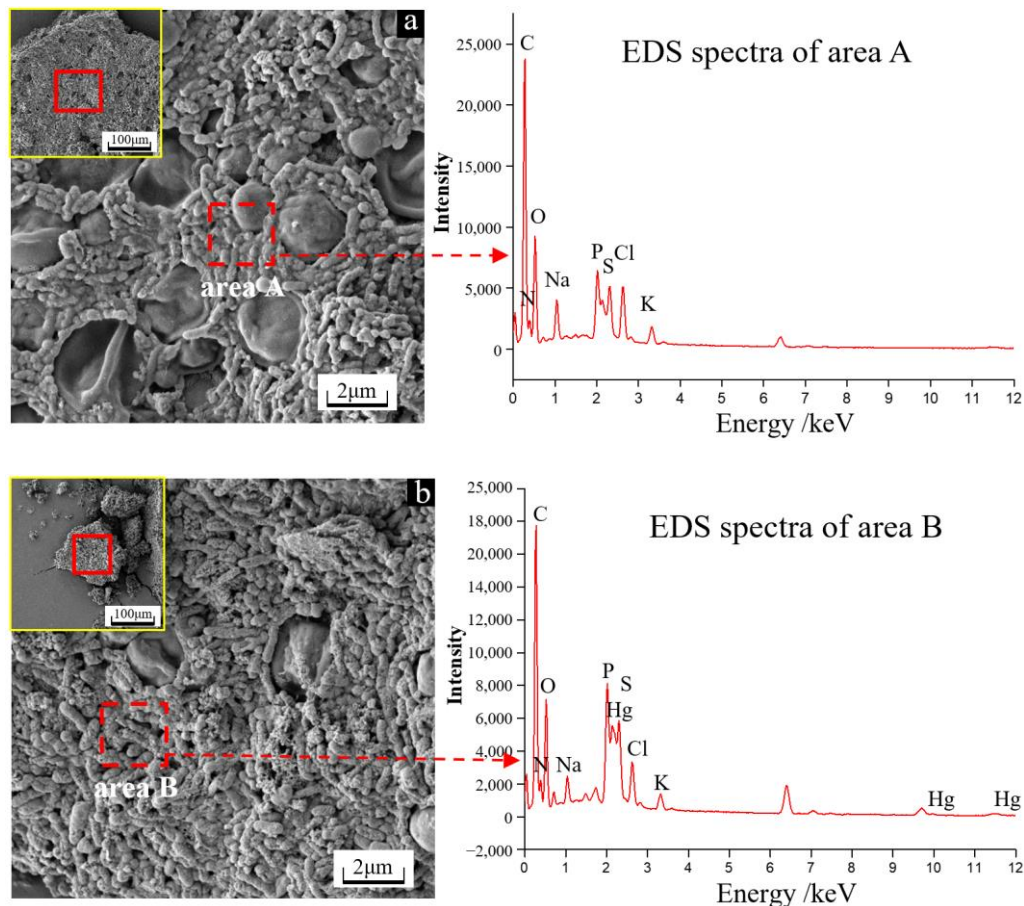 a
100μm
area A
2μm
EDS spectra of area A
25,000
20,000
15,000
10,000
5,000
0
Intensity
C
O
N
Na
P
S
Cl
K
0 1 2 3 4 5 6 7 8 9 10 11 12
Energy /keV
b
100μm
area B
2μm
EDS spectra of area B
25,000
18,000
20,000
14,000
12,000
10,000
8,000
6,000
4,000
2,000
0
−2,000
Intensity
C
O
N
Na
P
S
Hg
Cl
K
Hg
Hg
0 1 2 3 4 5 6 7 8 9 10 11 12
Energy /keV